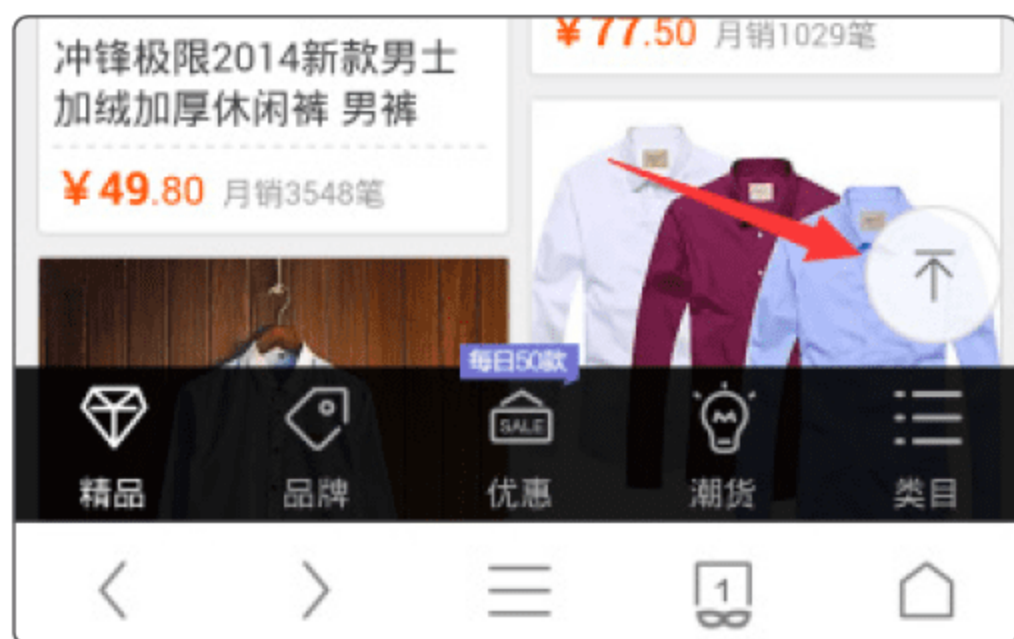 冲锋极限2014新款男士
加绒加厚休闲裤 男裤
¥49.80 月销3548笔
¥77.50 月销1029笔
每日50款
SALE
精品 品牌 优惠 潮货 类目
1